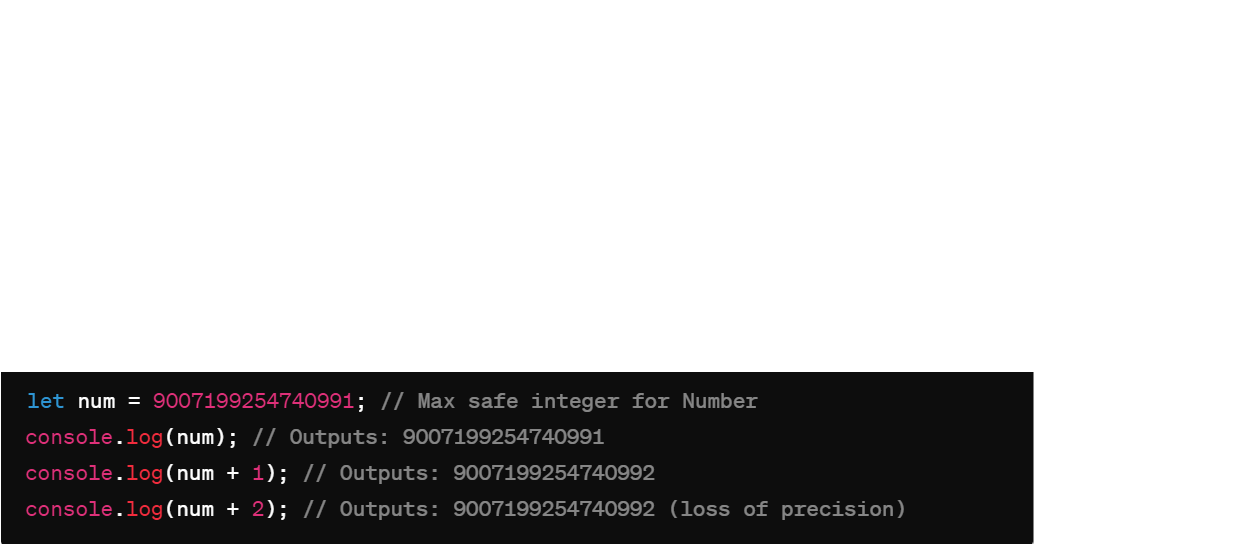 let num = 9007199254740991; // Max safe integer for Number
console.log(num); // Outputs: 9007199254740991
console.log(num + 1); // Outputs: 9007199254740992
console.log(num + 2); // Outputs: 9007199254740992 (loss of precision)